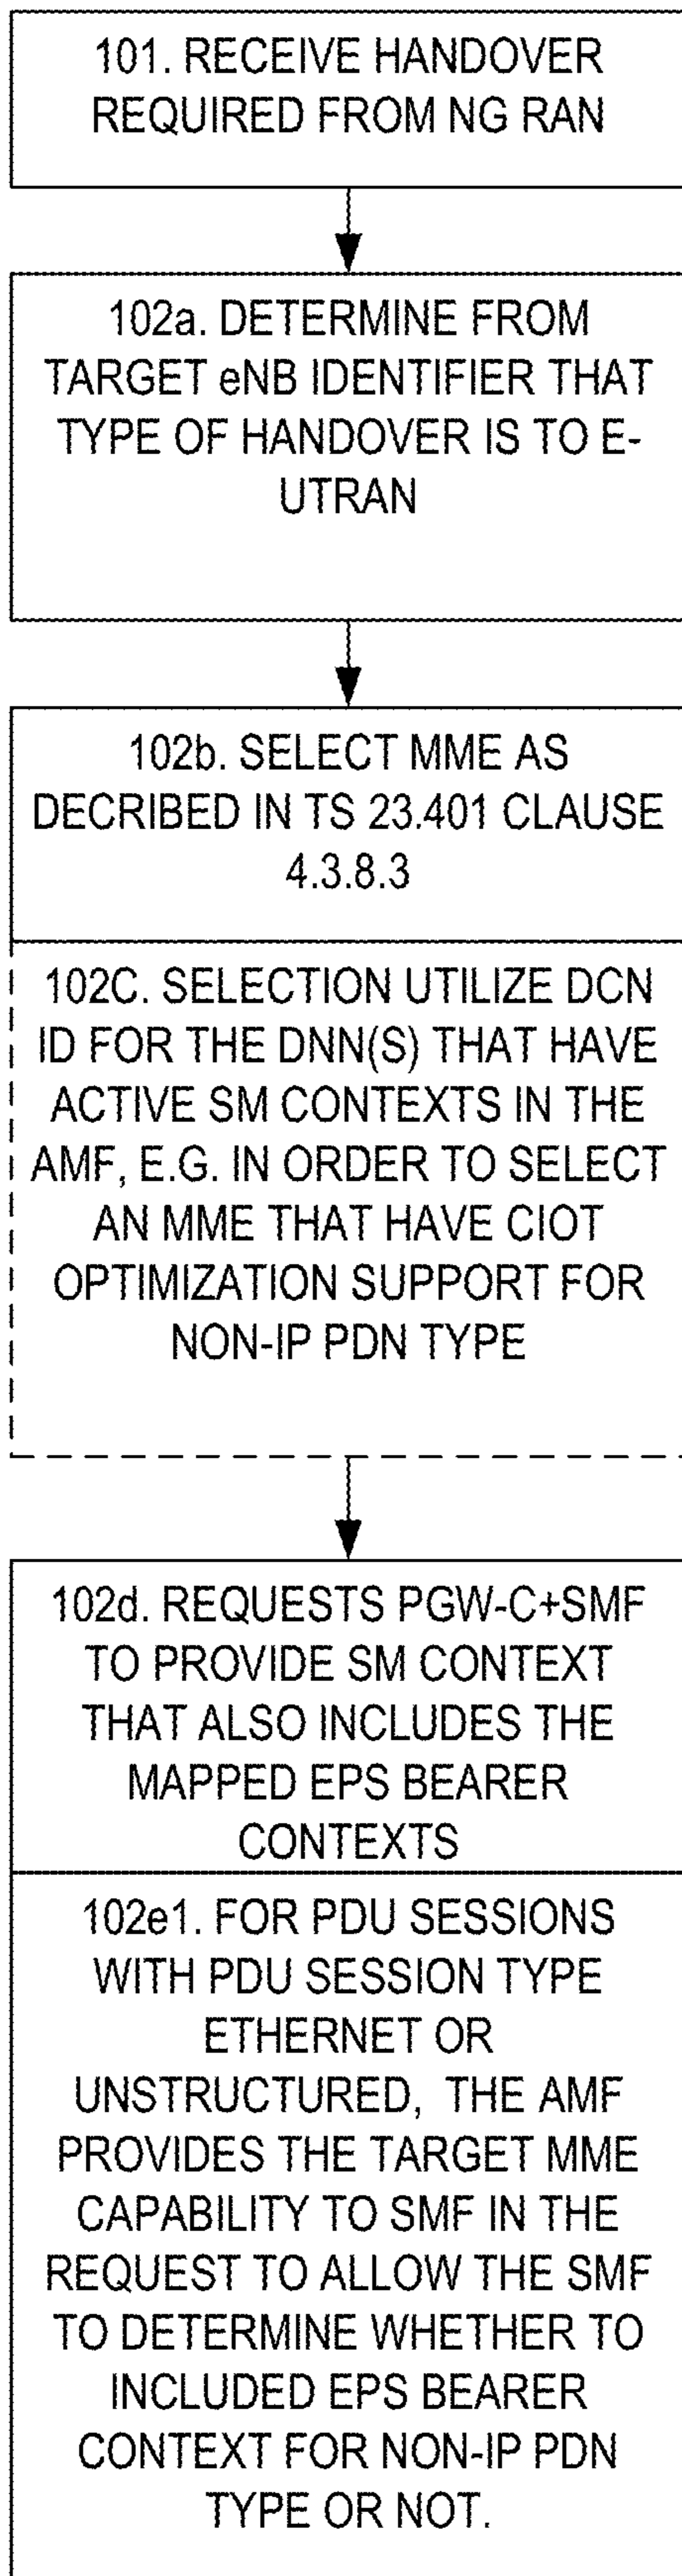 101. RECEIVE HANDOVER
REQUIRED FROM NG RAN
102a. DETERMINE FROM
TARGET eNB IDENTIFIER THAT
TYPE OF HANDOVER IS TO E-
UTRAN
102b. SELECT MME AS
DECRIBED IN TS 23.401 CLAUSE
4.3.8.3
102C. SELECTION UTILIZE DCN
ID FOR THE DNN(S) THAT HAVE
ACTIVE SM CONTEXTS IN THE
AMF, E.G. IN ORDER TO SELECT
AN MME THAT HAVE CIOT
OPTIMIZATION SUPPORT FOR
NON-IP PDN TYPE
102d. REQUESTS PGW-C+SMF
TO PROVIDE SM CONTEXT
THAT ALSO INCLUDES THE
MAPPED EPS BEARER
CONTEXTS
102e1. FOR PDU SESSIONS
WITH PDU SESSION TYPE
ETHERNET OR
UNSTRUCTURED, THE AMF
PROVIDES THE TARGET MME
CAPABILITY TO SMF IN THE
REQUEST TO ALLOW THE SMF
TO DETERMINE WHETHER TO
INCLUDED EPS BEARER
CONTEXT FOR NON-IP PDN
TYPE OR NOT.